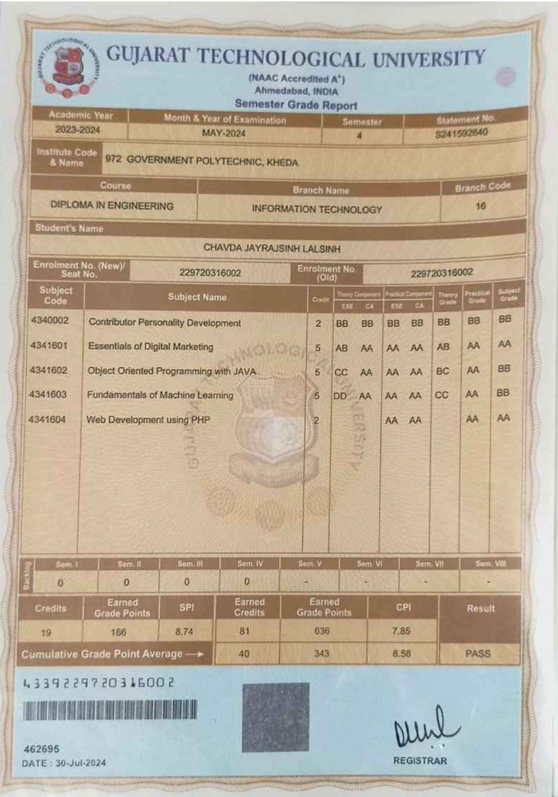 GUJARAT TECHNOLOGICAL UNIVERSITY
(NAAC Accredited A+)
Ahmedabad, INDIA
Semester Grade Report
Academic Year Month & Year of Examination Semester Statement No.
2023-2024 MAY-2024 4 S241592640
Institute Code & Name 972 GOVERNMENT POLYTECHNIC, KHEDA
Course Branch Name Branch Code
DIPLOMA IN ENGINEERING INFORMATION TECHNOLOGY 16
Student's Name
CHAVDA JAYRAJSINH LALSINH
Enrolment No. (New)/ Seat No. 229720316002 Enrolment No. (Old) 229720316002
Subject Code Subject Name Credit Theory Component Practical Component Theory Grade Practical Grade Subject Grade
ESE CA ESE CA
4340002 Contributor Personality Development 2 BB BB BB BB BB BB BB
4341601 Essentials of Digital Marketing 5 AB AA AA AA AB AA AA
4341602 Object Oriented Programming with JAVA 5 CC AA AA AA BC AA BB
4341603 Fundamentals of Machine Learning 5 DD AA AA AA CC AA BB
4341604 Web Development using PHP 2 AA AA AA AA
GUJARAT TECHNOLOGICAL UNIVERSITY
Backlog Sem. I Sem. II Sem. III Sem. IV Sem. V Sem. VI Sem. VII Sem. VIII
0 0 0 0 - - - -
Credits Earned Grade Points SPI Earned Credits Earned Grade Points CPI Result
19 166 8.74 81 636 7.85
Cumulative Grade Point Average → 40 343 8.58 PASS
4339229720316002
462695
DATE : 30-Jul-2024
REGISTRAR